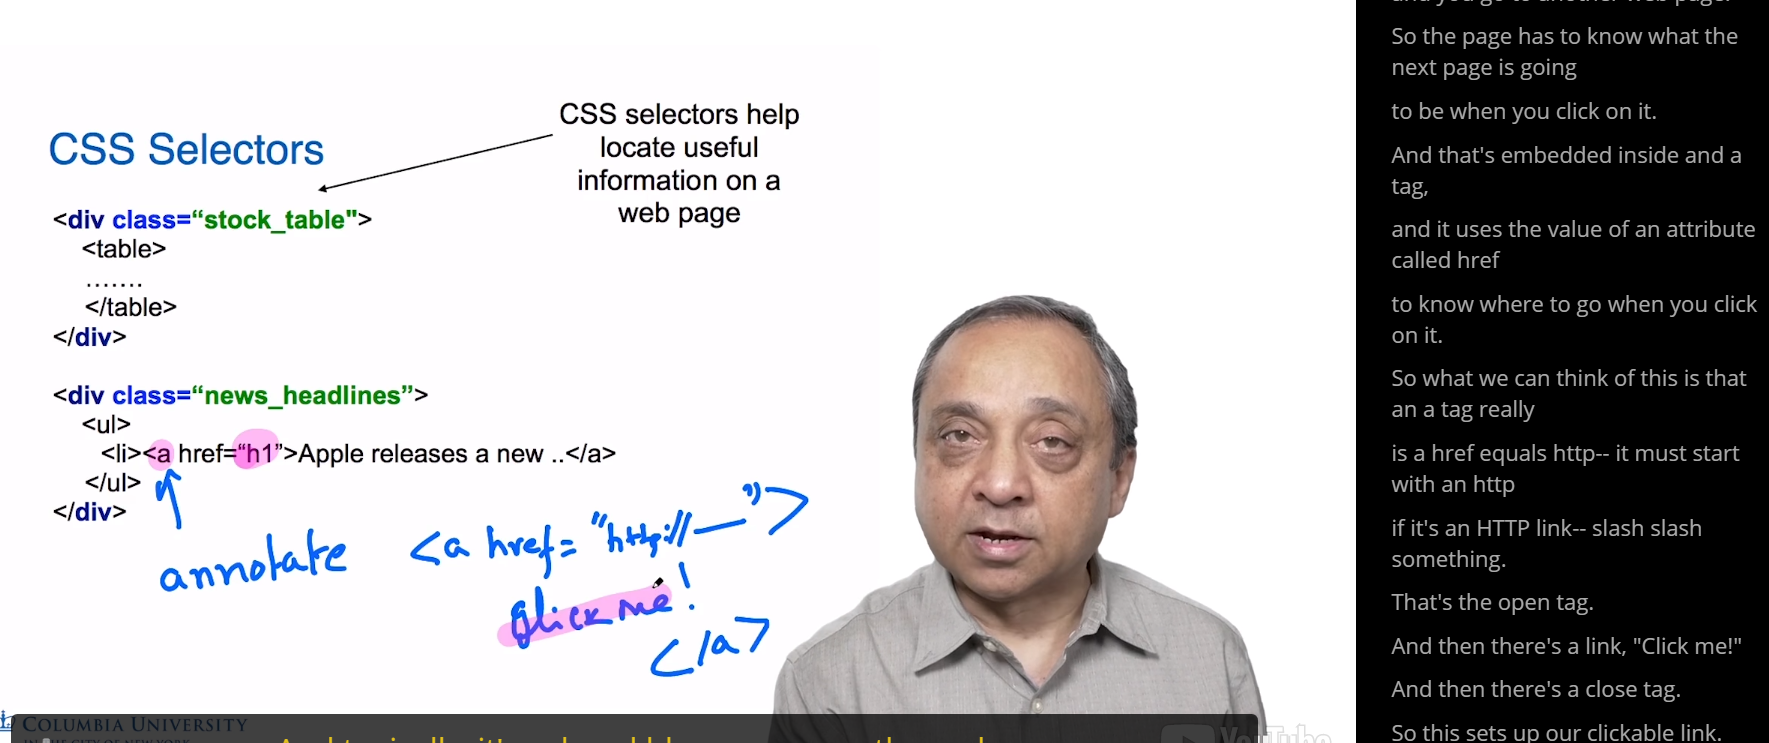 CSS Selectors
CSS selectors help
locate useful
information on a
web page
<div class=“stock_table">
<table>
.......
</table>
</div>
<div class=“news_headlines”>
<ul>
<li><a href=“h1”>Apple releases a new ..</a>
</ul>
</div>
annotate
<a href= "http://—">
Click me!
</a>
COLUMBIA UNIVERSITY
IN THE CITY OF NEW YORK
YouTube
So the page has to know what the
next page is going
to be when you click on it.
And that's embedded inside and a
tag,
and it uses the value of an attribute
called href
to know where to go when you click
on it.
So what we can think of this is that
an a tag really
is a href equals http-- it must start
with an http
if it's an HTTP link-- slash slash
something.
That's the open tag.
And then there's a link, "Click me!"
And then there's a close tag.
So this sets up our clickable link.